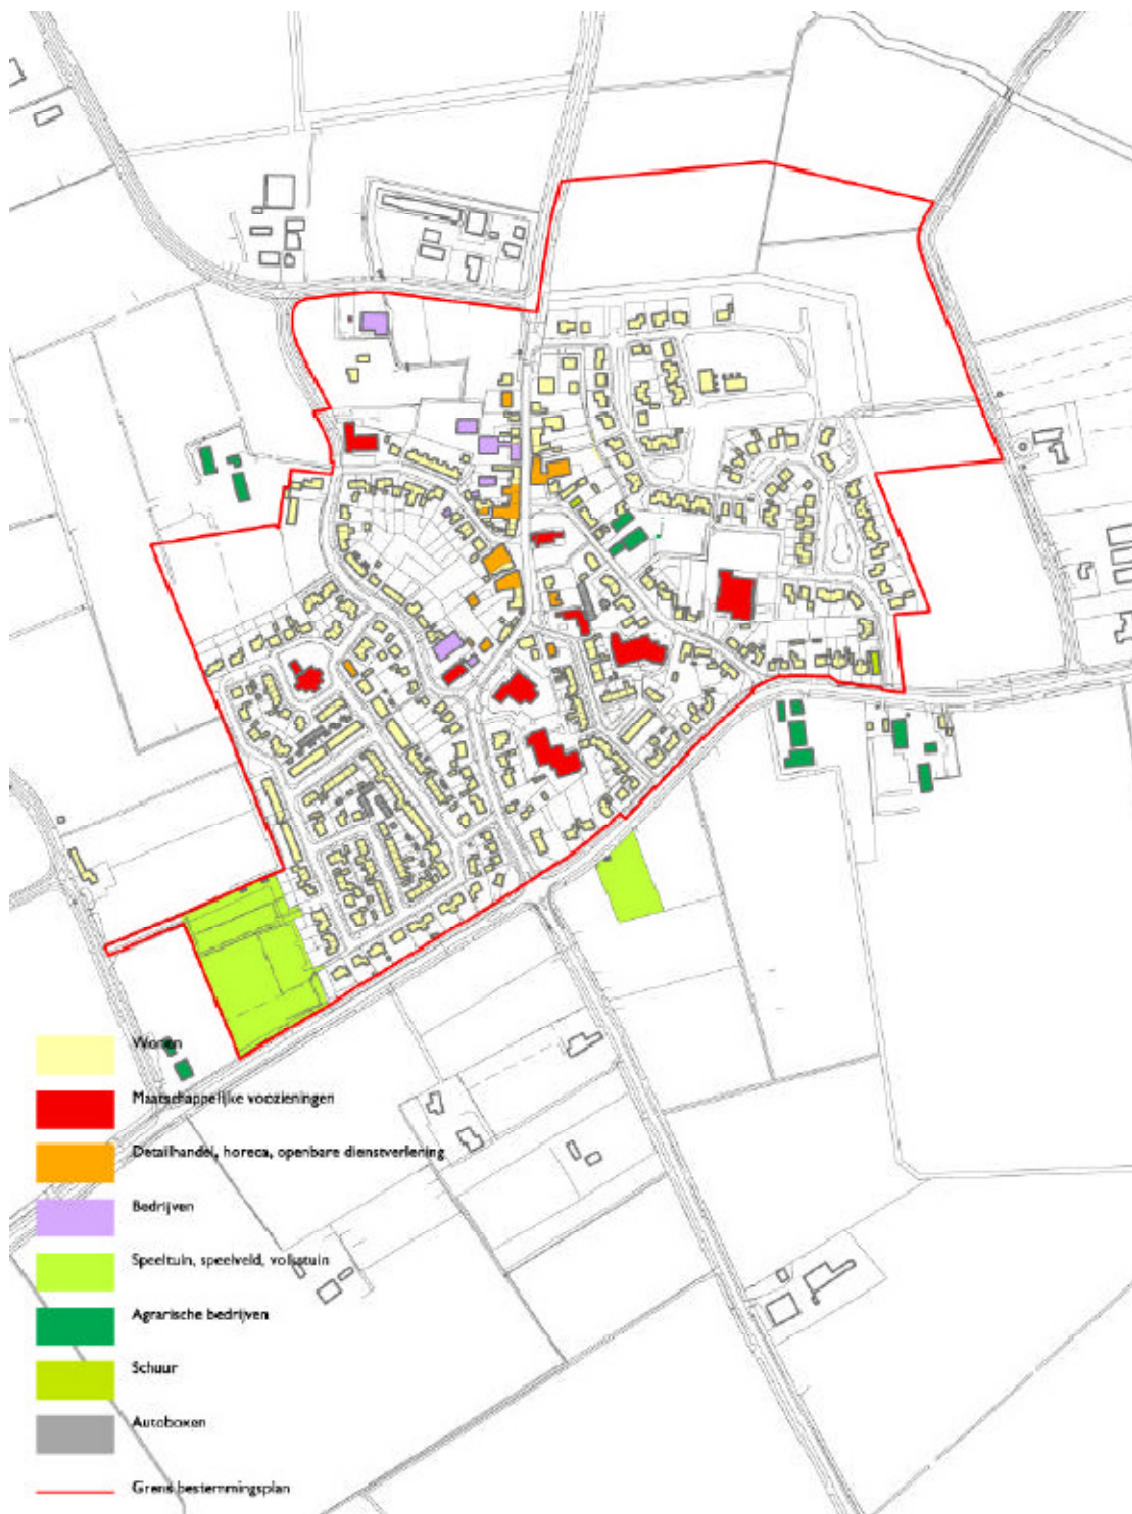 Wonen
Maatschappelijke voorzieningen
Detailhandel, horeca, openbare dienstverlening
Bedrijven
Speeltuin, speelveld, volkstuin
Agrarische bedrijven
Schuur
Autoboxen
Grens bestemmingsplan